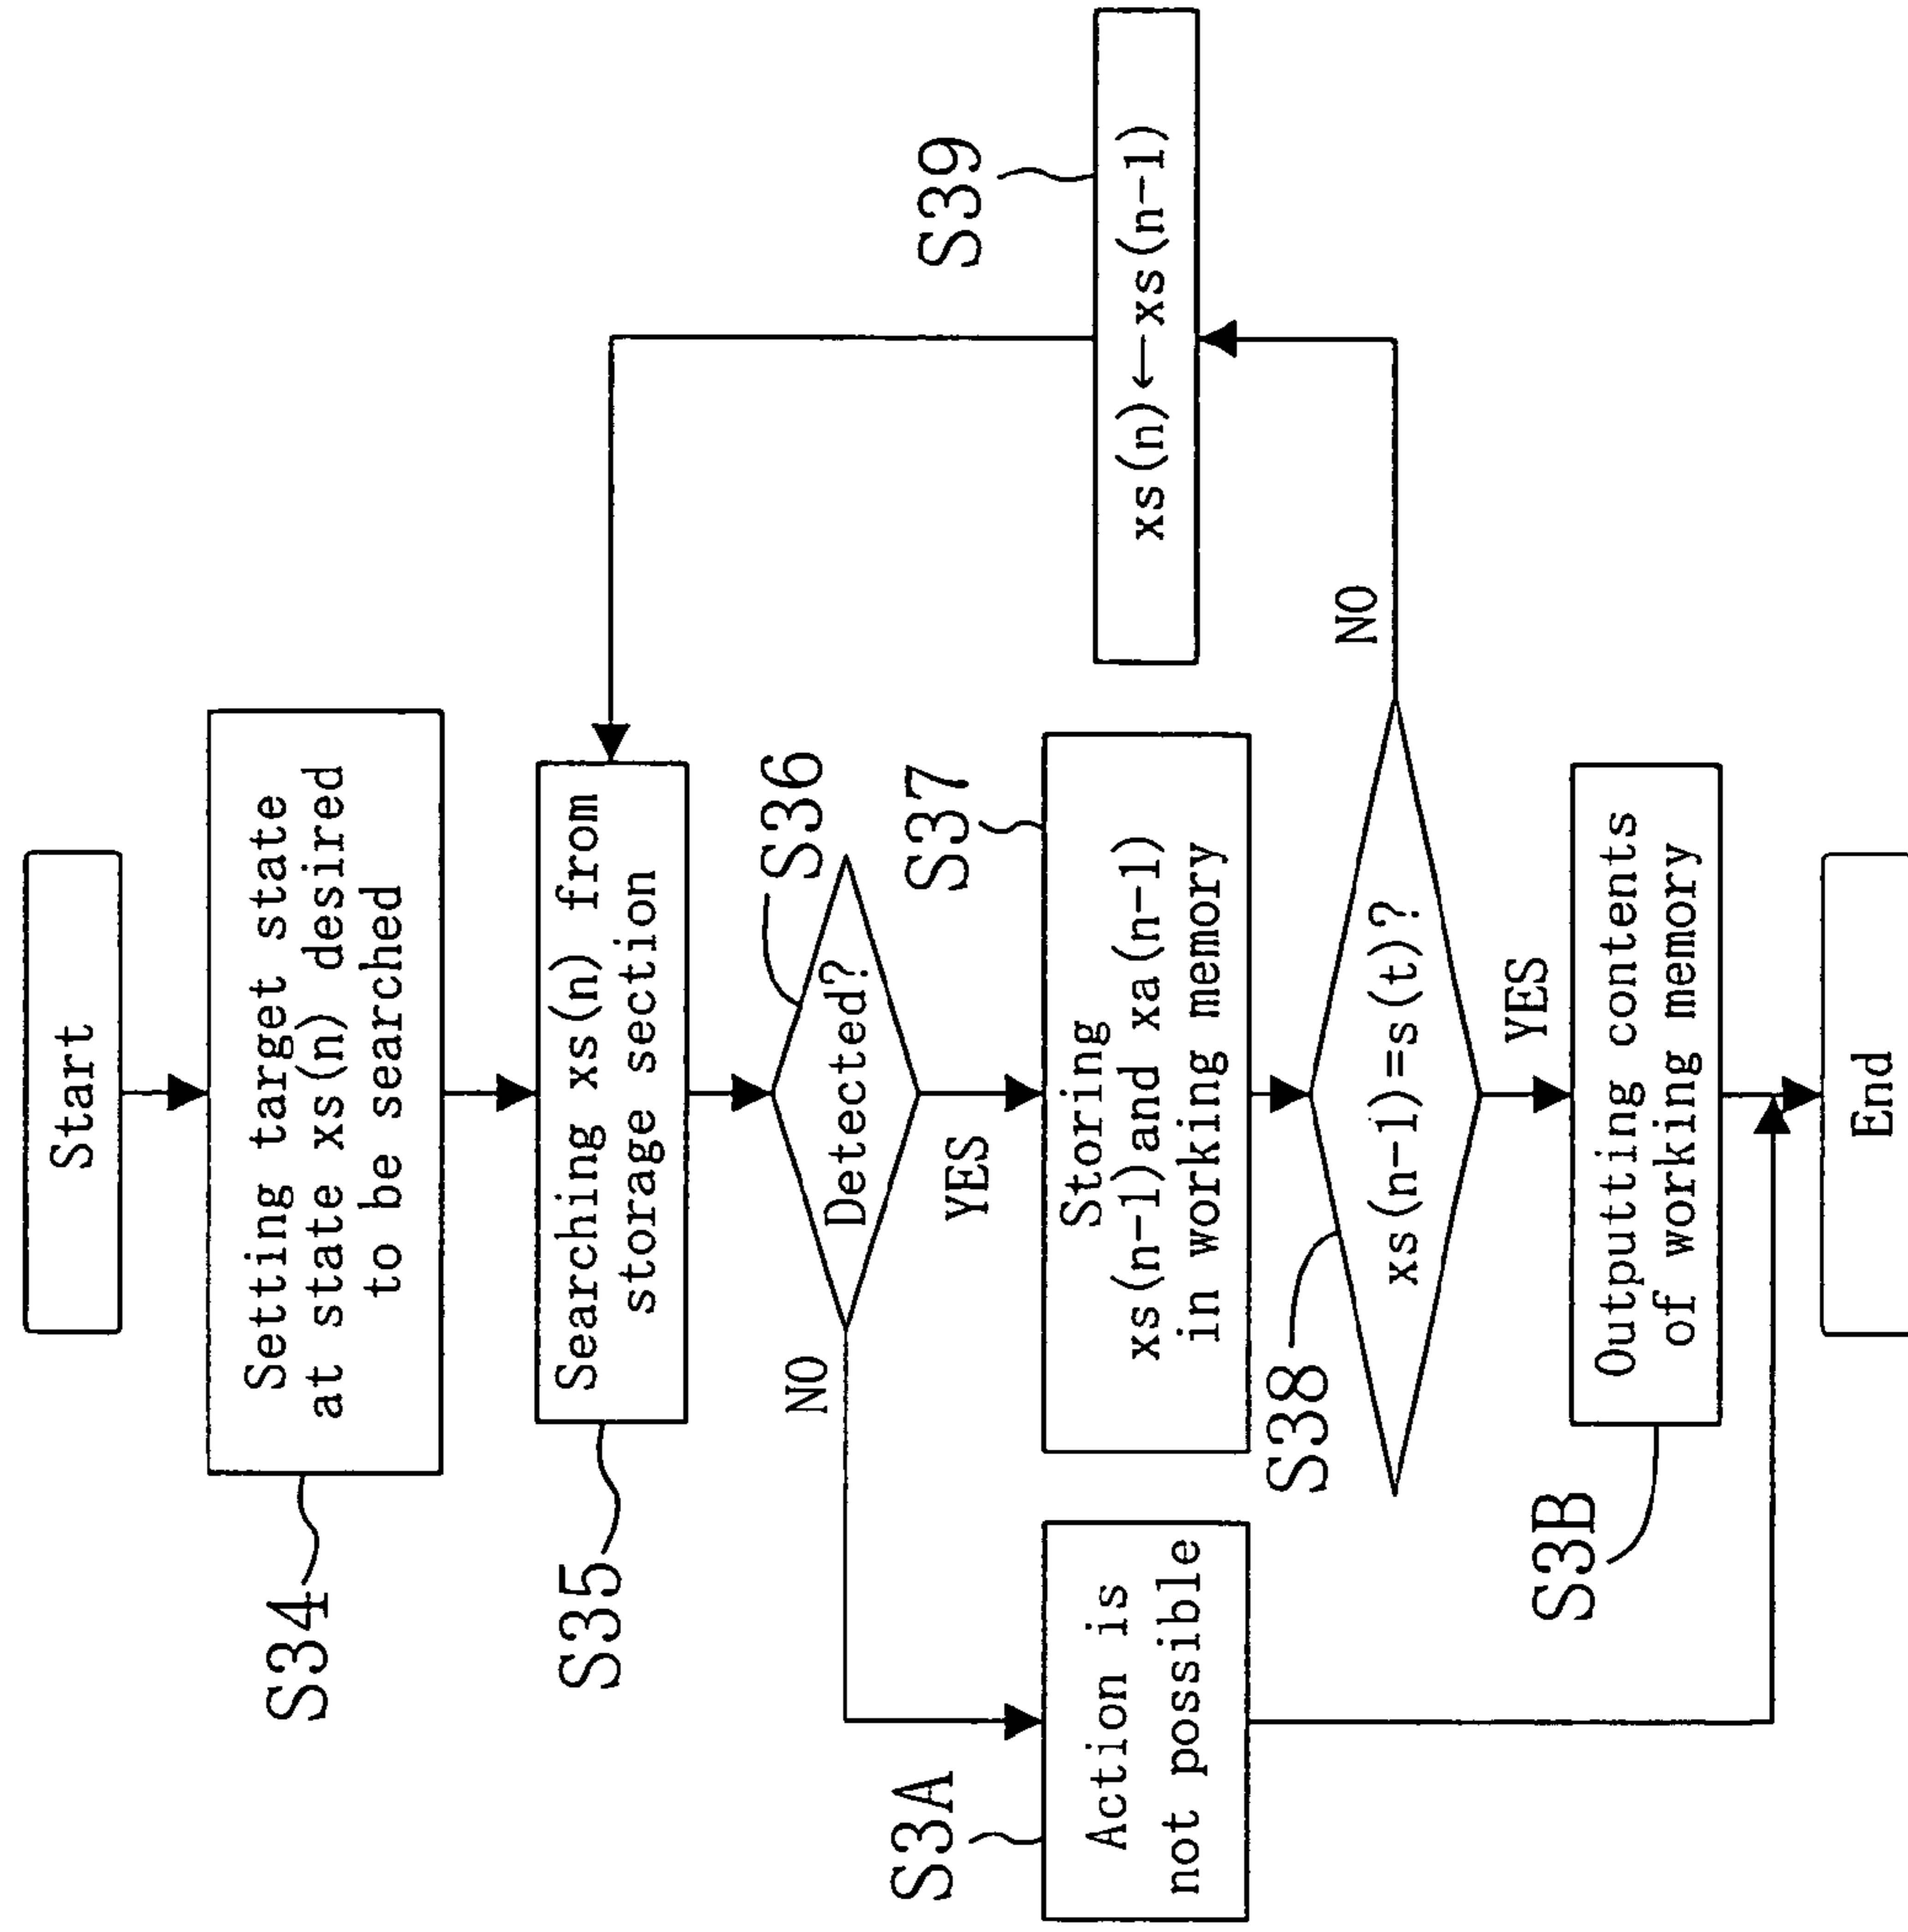 Start
S34
Setting target state
at state xs(n) desired
to be searched
S35
Searching xs(n) from
storage section
S36
Detected?
NO
YES
S3A
Action is
not possible
S37
Storing
xs(n-1)and xa(n-1)
in working memory
S39
xs(n)←xs(n-1)
S38
xs(n-1)=s(t)?
NO
YES
S3B
Outputting contents
of working memory
End